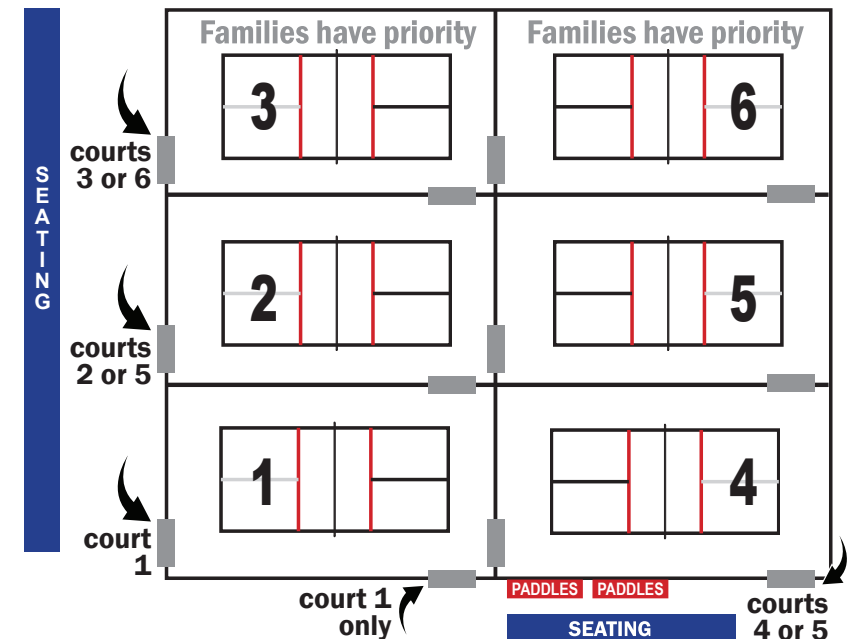 Families have priority
Families have priority
3
6
courts
3 or 6
SEATING
2
5
courts
2 or 5
1
4
court
1
court 1
only
PADDLES
PADDLES
courts
4 or 5
SEATING